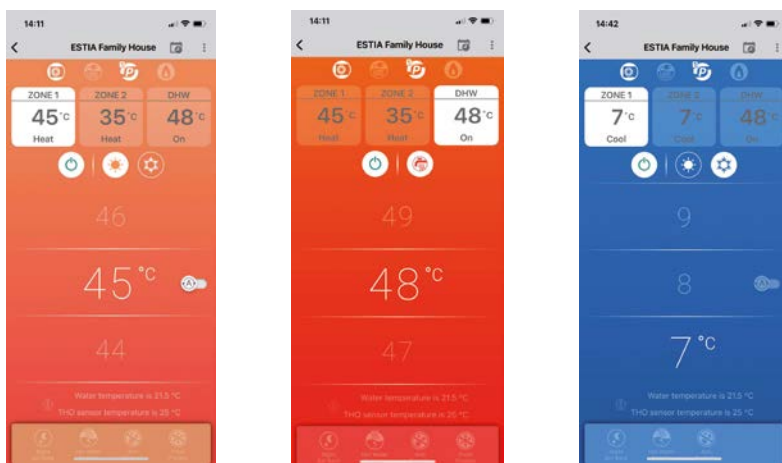 14:11
ESTIA Family House
ZONE 1
45°C
Heat
ZONE 2
35°C
Heat
DHW
48°C
On
46
45°C
A
44
Water temperature is 21.5 °C
THO sensor temperature is 25 °C
14:11
ESTIA Family House
ZONE 1
45°C
Heat
ZONE 2
35°C
Heat
DHW
48°C
On
49
48°C
47
Water temperature is 21.5 °C
THO sensor temperature is 25 °C
14:42
ESTIA Family House
ZONE 1
7°C
Cool
ZONE 2
7°C
Cool
DHW
48°C
On
9
8
A
7°C
Water temperature is 21.5 °C
THO sensor temperature is 25 °C